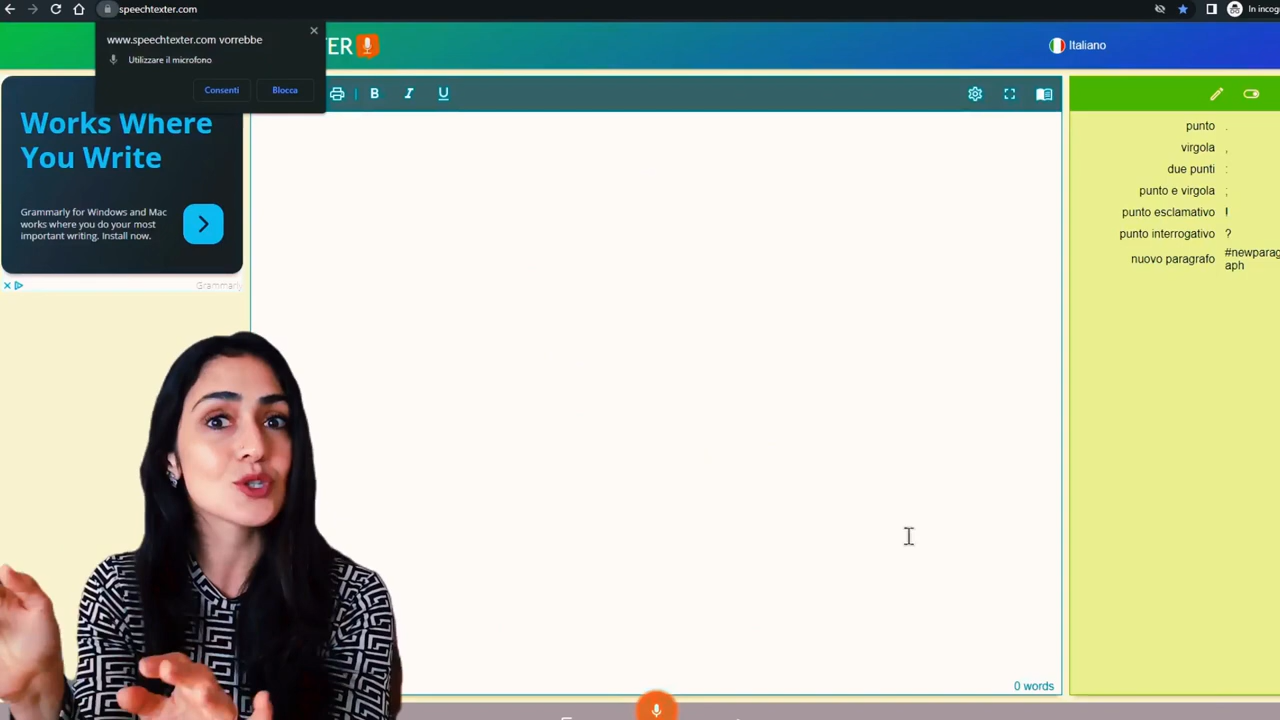 speechtexter.com
In incog
www.speechtexter.com vorrebbe
Utilizzare il microfono
Consenti
Blocca
TER
Italiano
B I U
Works Where
You Write
Grammarly for Windows and Mac
works where you do your most
important writing. Install now.
Grammarly
punto .
virgola ,
due punti :
punto e virgola ;
punto esclamativo !
punto interrogativo ?
nuovo paragrafo #newparag
aph
0 words